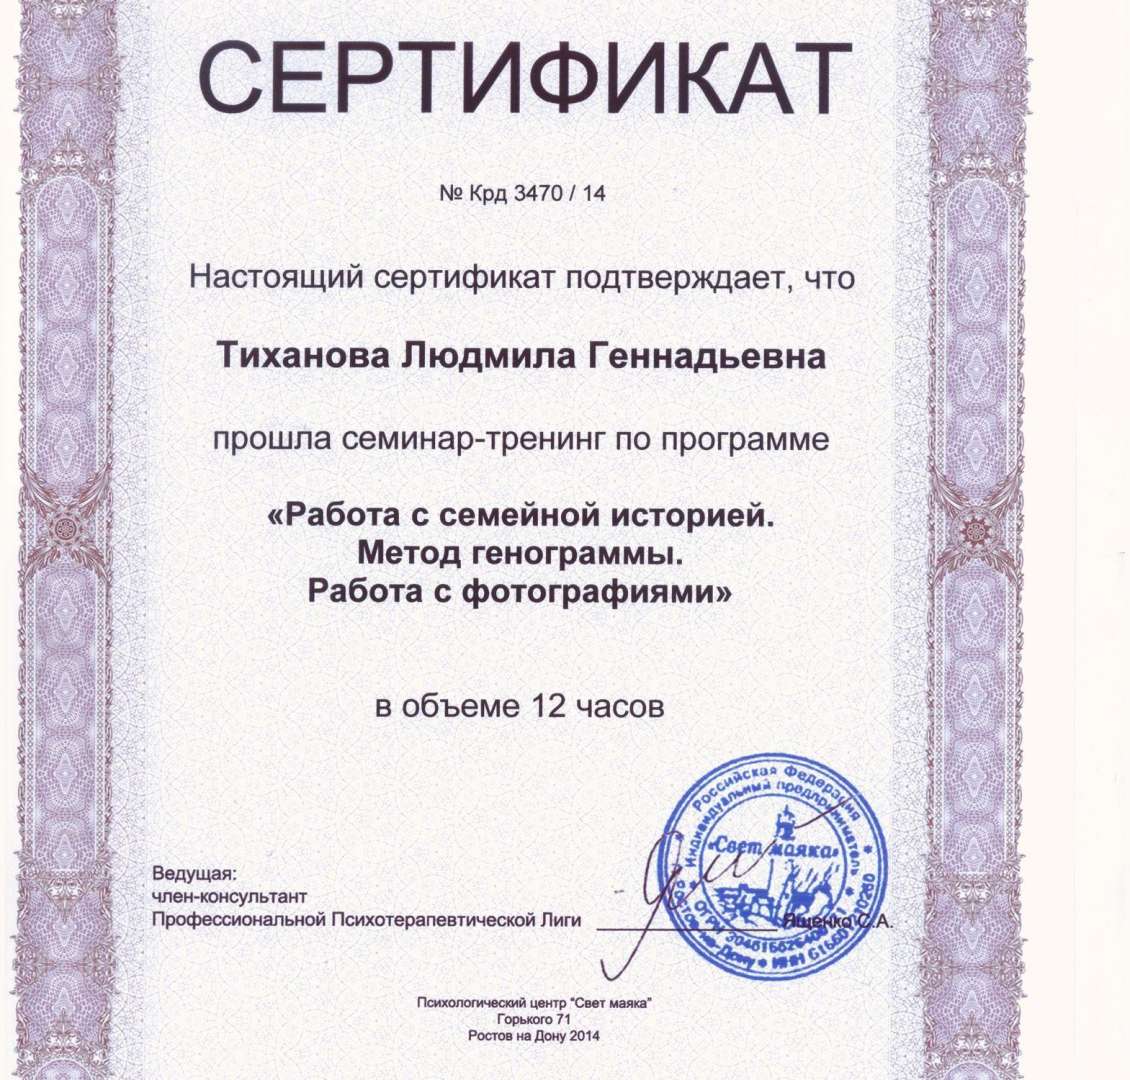 СЕРТИФИКАТ
№ Крд 3470 / 14
Настоящий сертификат подтверждает, что
Тиханова Людмила Геннадьевна
прошла семинар-тренинг по программе
«Работа с семейной историей.
Метод генограммы.
Работа с фотографиями»
в объеме 12 часов
Ведущая:
член-консультант
Профессиональной Психотерапевтической Лиги Ященко С.А.
Российская Федерация
Индивидуальный предприниматель
«Свет маяка»
ОГРН
ИНН
Психологический центр "Свет маяка"
Горького 71
Ростов на Дону 2014